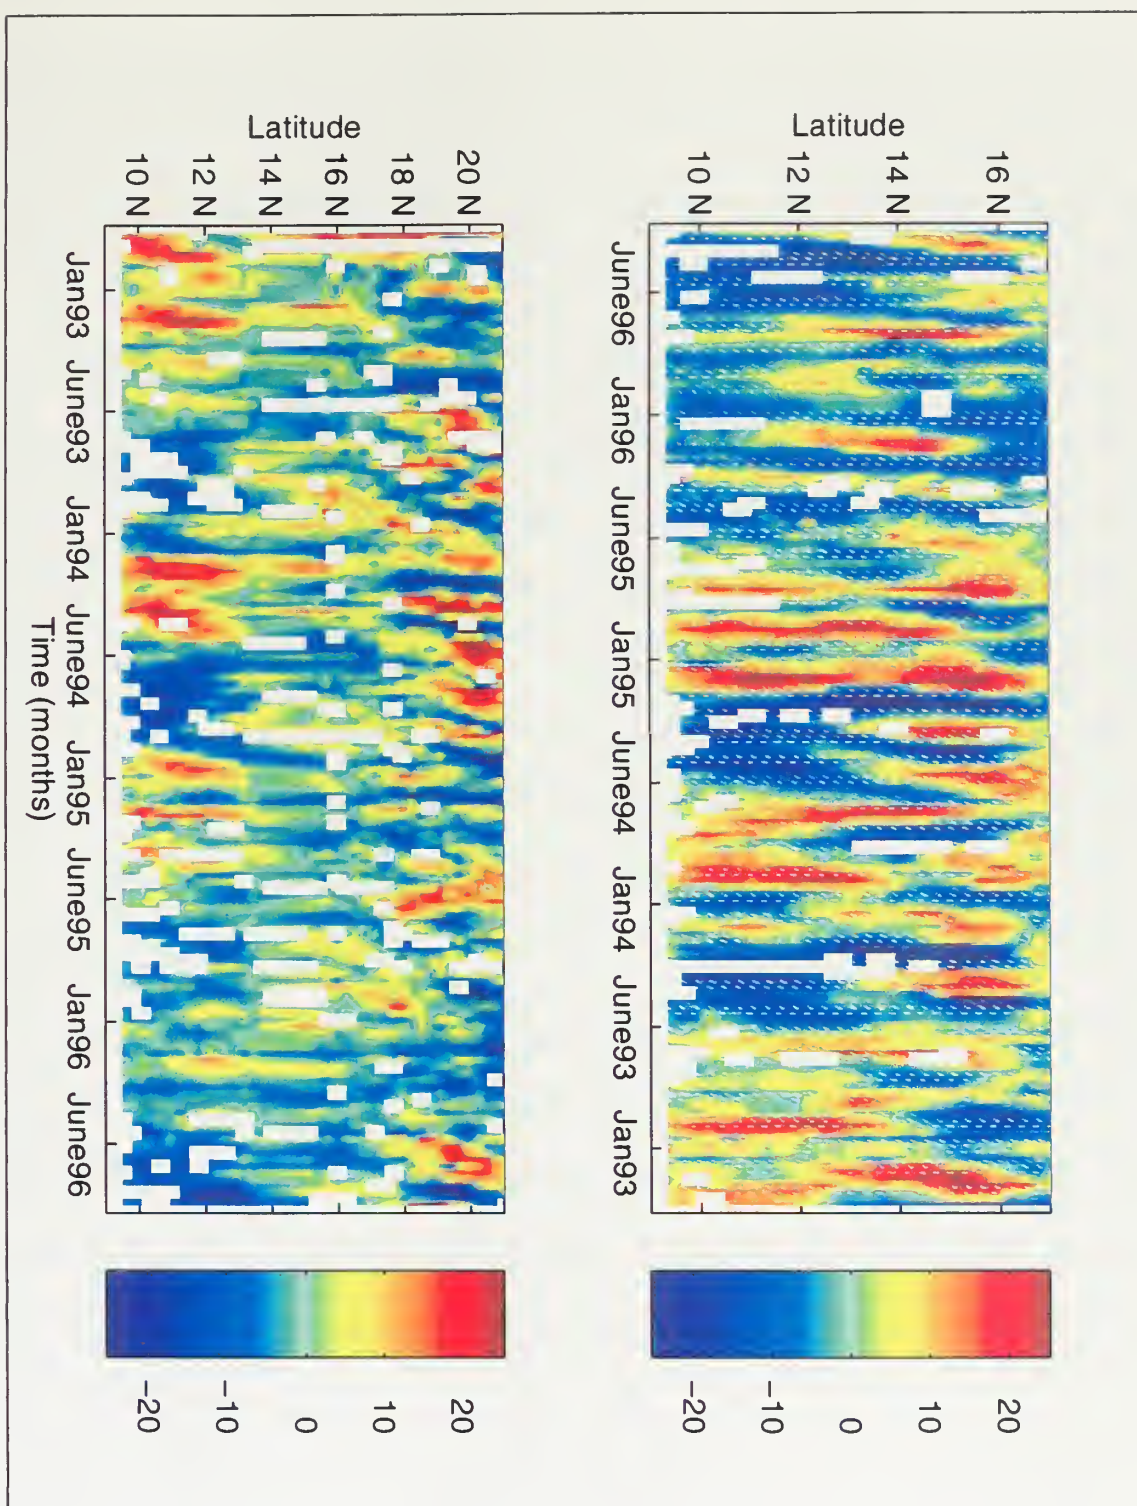 Latitude
16 N
14 N
12 N
10 N
June96 Jan96 June95 Jan95 June94 Jan94 June93 Jan93
20
10
0
−10
−20
Latitude
20 N
18 N
16 N
14 N
12 N
10 N
Jan93 June93 Jan94 June94 Jan95 June95 Jan96 June96
Time (months)
20
10
0
−10
−20